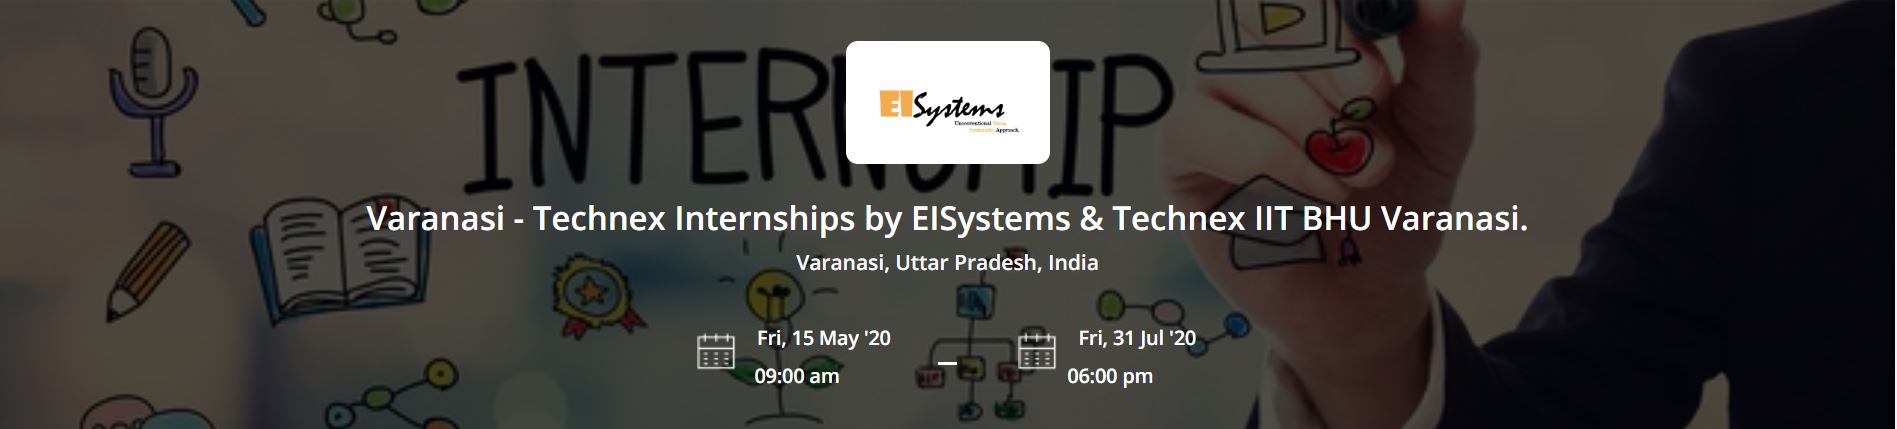 INTERNSHIP
EISystems
Unconventional Ideas.
Systematic Approach.
Varanasi - Technex Internships by EISystems & Technex IIT BHU Varanasi.
Varanasi, Uttar Pradesh, India
Fri, 15 May '20
09:00 am
–
Fri, 31 Jul '20
06:00 pm